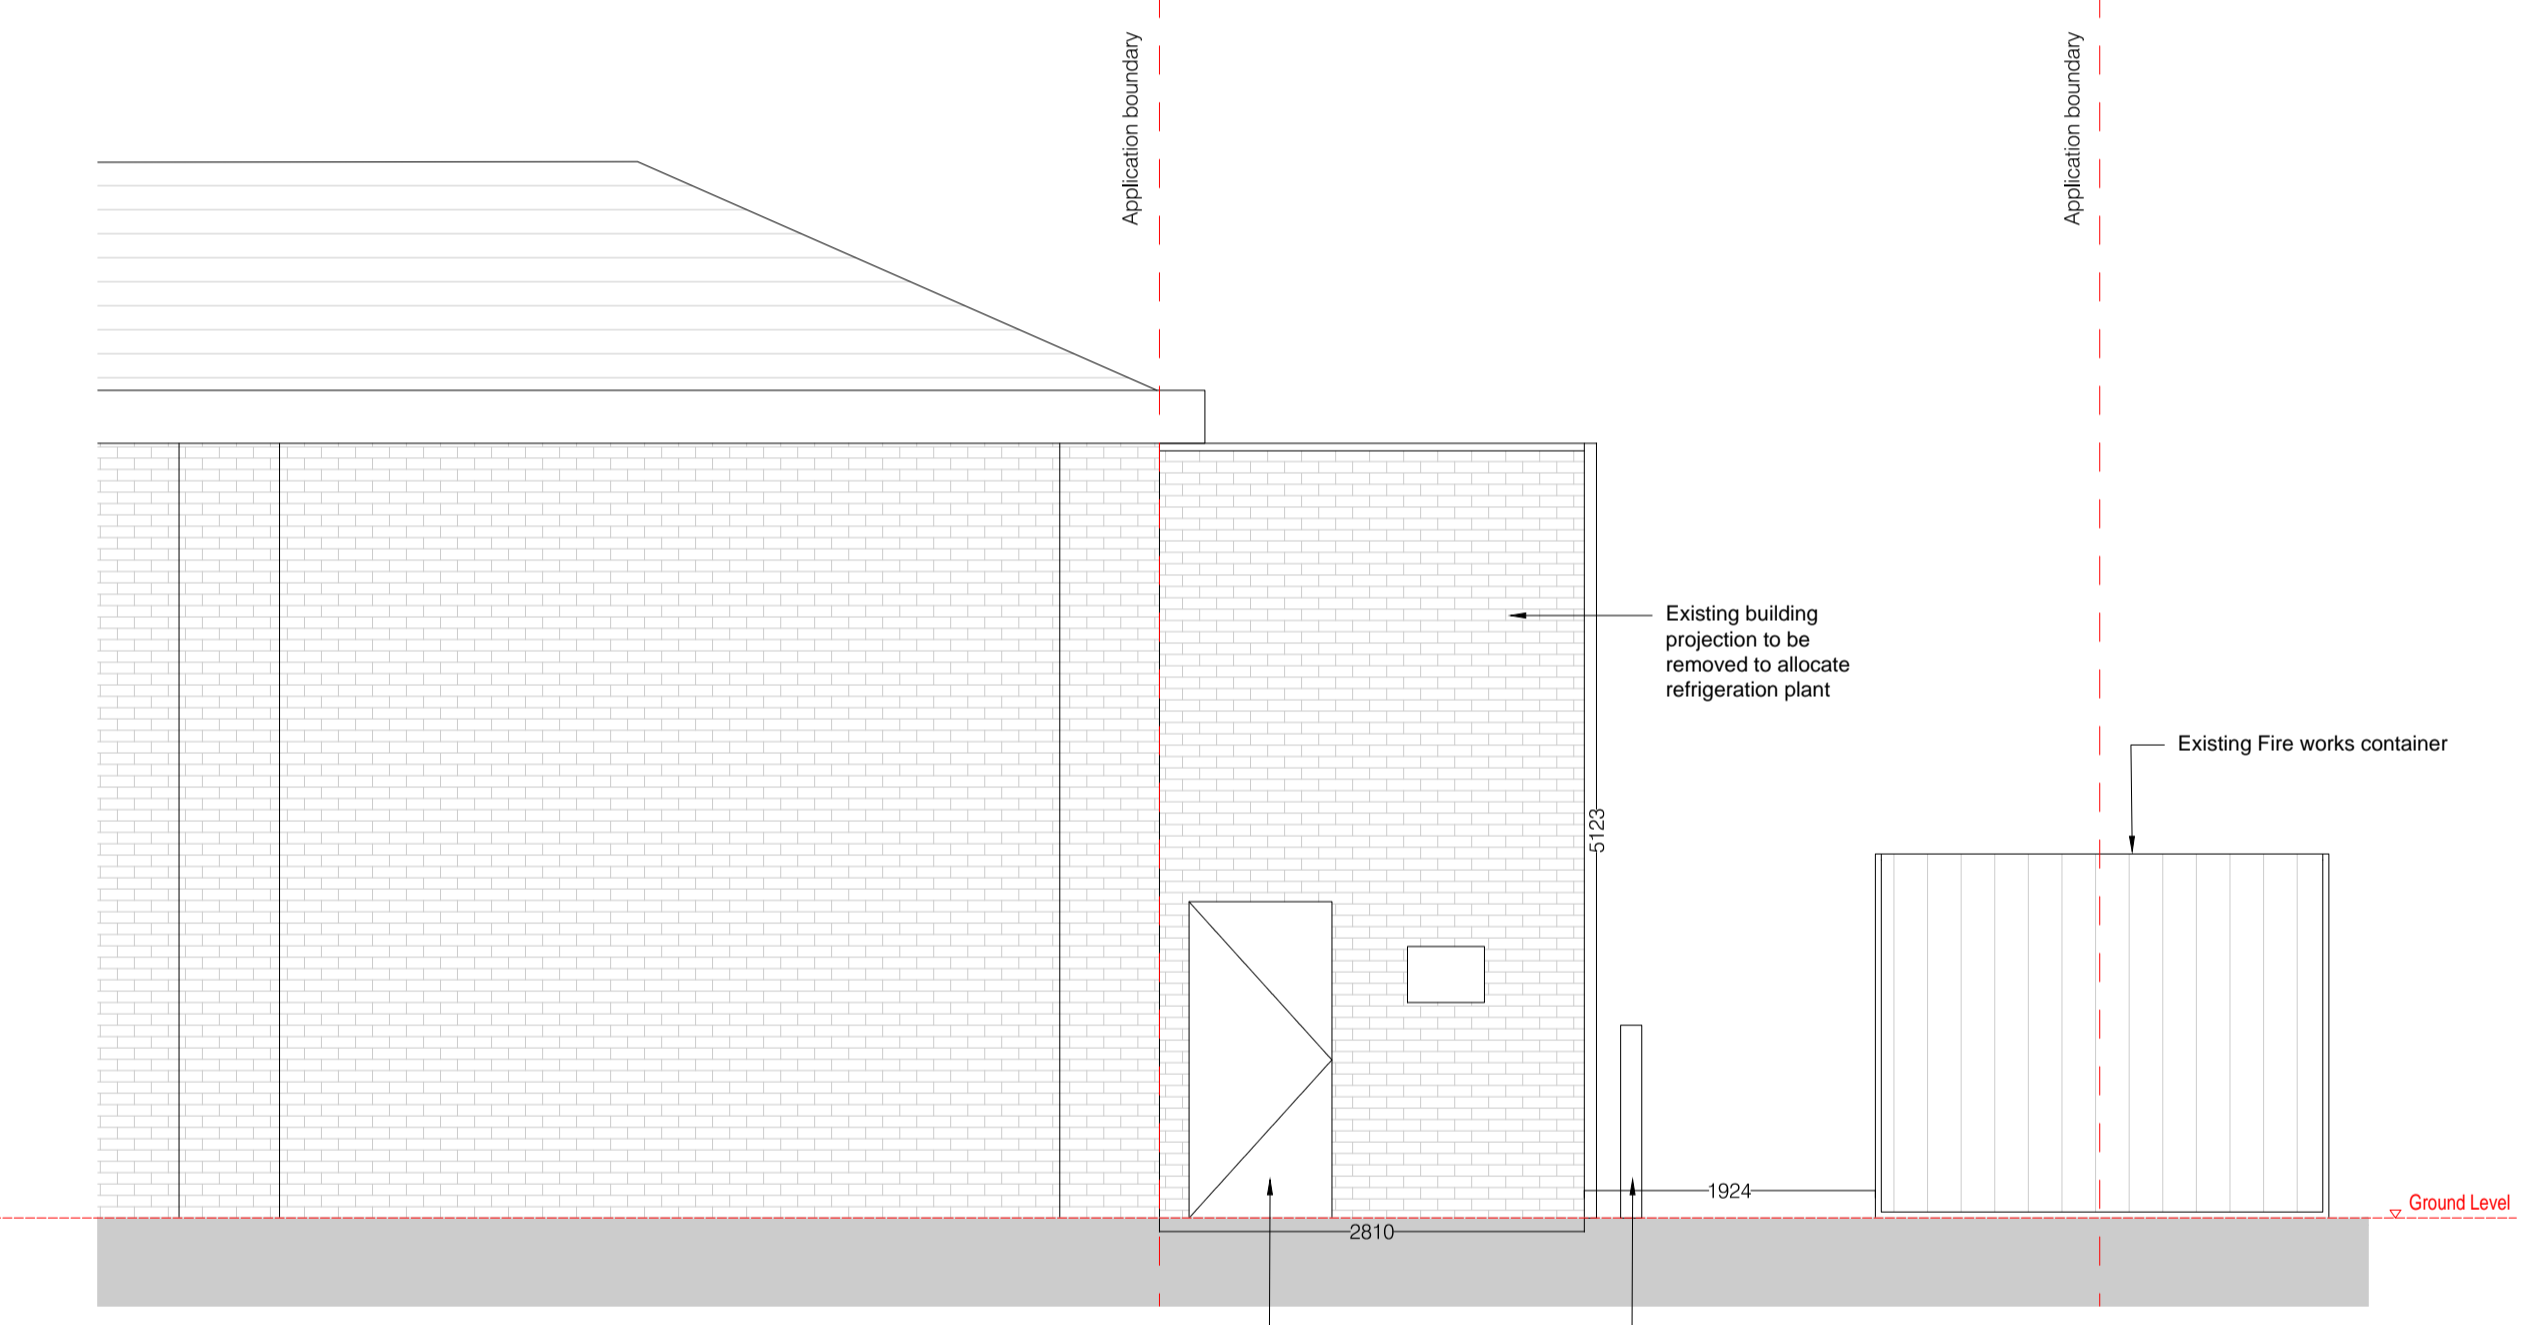 Application boundary
Application boundary
Existing building
projection to be
removed to allocate
refrigeration plant
Existing Fire works container
5123
1924
Ground Level
2810